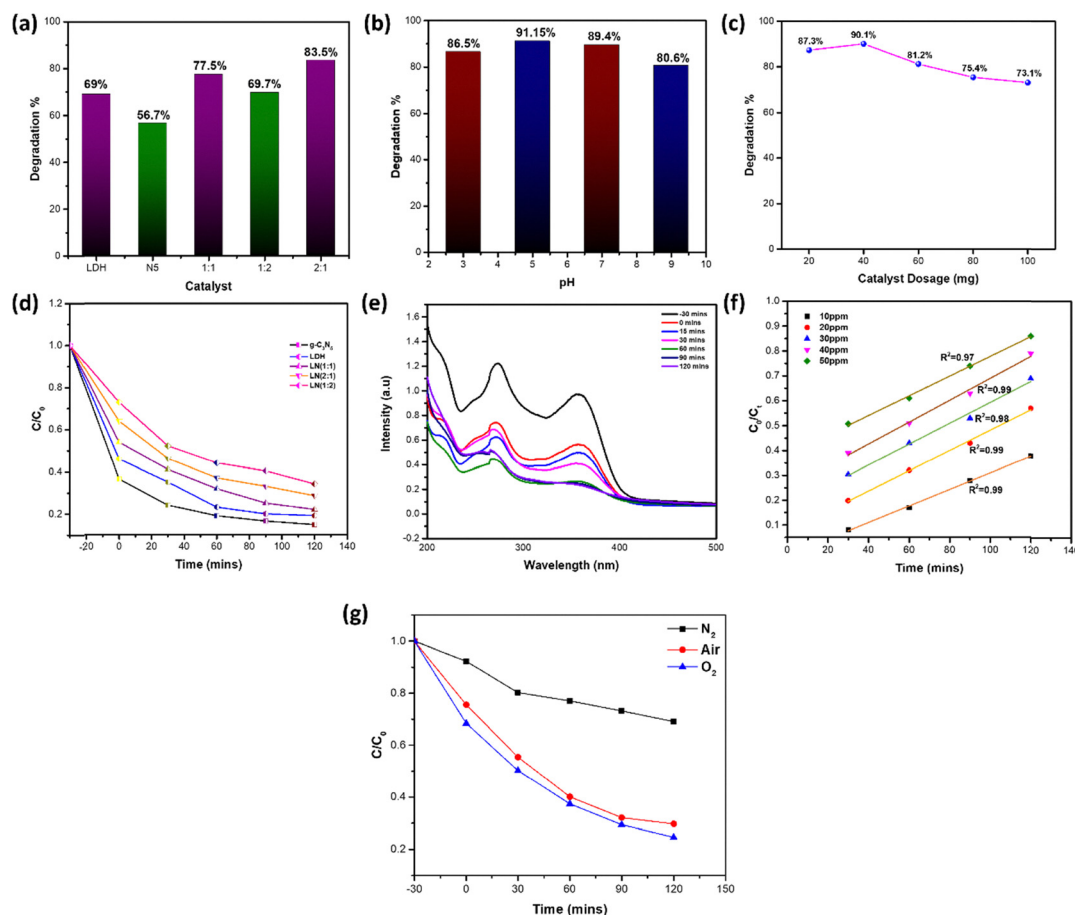 (a)
100
80
60
40
20
0
Degradation %
69%
56.7%
77.5%
69.7%
83.5%
LDH N5 1:1 1:2 2:1
Catalyst
(b)
100
80
60
40
20
0
Degradation %
86.5%
91.15%
89.4%
80.6%
2 3 4 5 6 7 8 9 10
pH
(c)
100
80
60
40
20
0
Degradation %
87.3%
90.1%
81.2%
75.4%
73.1%
20 40 60 80 100
Catalyst Dosage (mg)
(d)
1.2
1.0
0.8
0.6
0.4
0.2
C/C₀
g-C₃N₅
LDH
LN(1:1)
LN(2:1)
LN(1:2)
-20 0 20 40 60 80 100 120 140
Time (mins)
(e)
1.6
1.4
1.2
1.0
0.8
0.6
0.4
0.2
0.0
-0.2
Intensity (a.u)
-30 mins
0 mins
15 mins
30 mins
60 mins
90 mins
120 mins
200 300 400 500
Wavelength (nm)
(f)
1.0
0.9
0.8
0.7
0.6
0.5
0.4
0.3
0.2
0.1
C₀/Cₜ
10ppm
20ppm
30ppm
40ppm
50ppm
R²=0.97
R²=0.99
R²=0.98
R²=0.99
R²=0.99
0 20 40 60 80 100 120 140
Time (mins)
(g)
1.0
0.8
0.6
0.4
0.2
C/C₀
N₂
Air
O₂
-30 0 30 60 90 120 150
Time (mins)